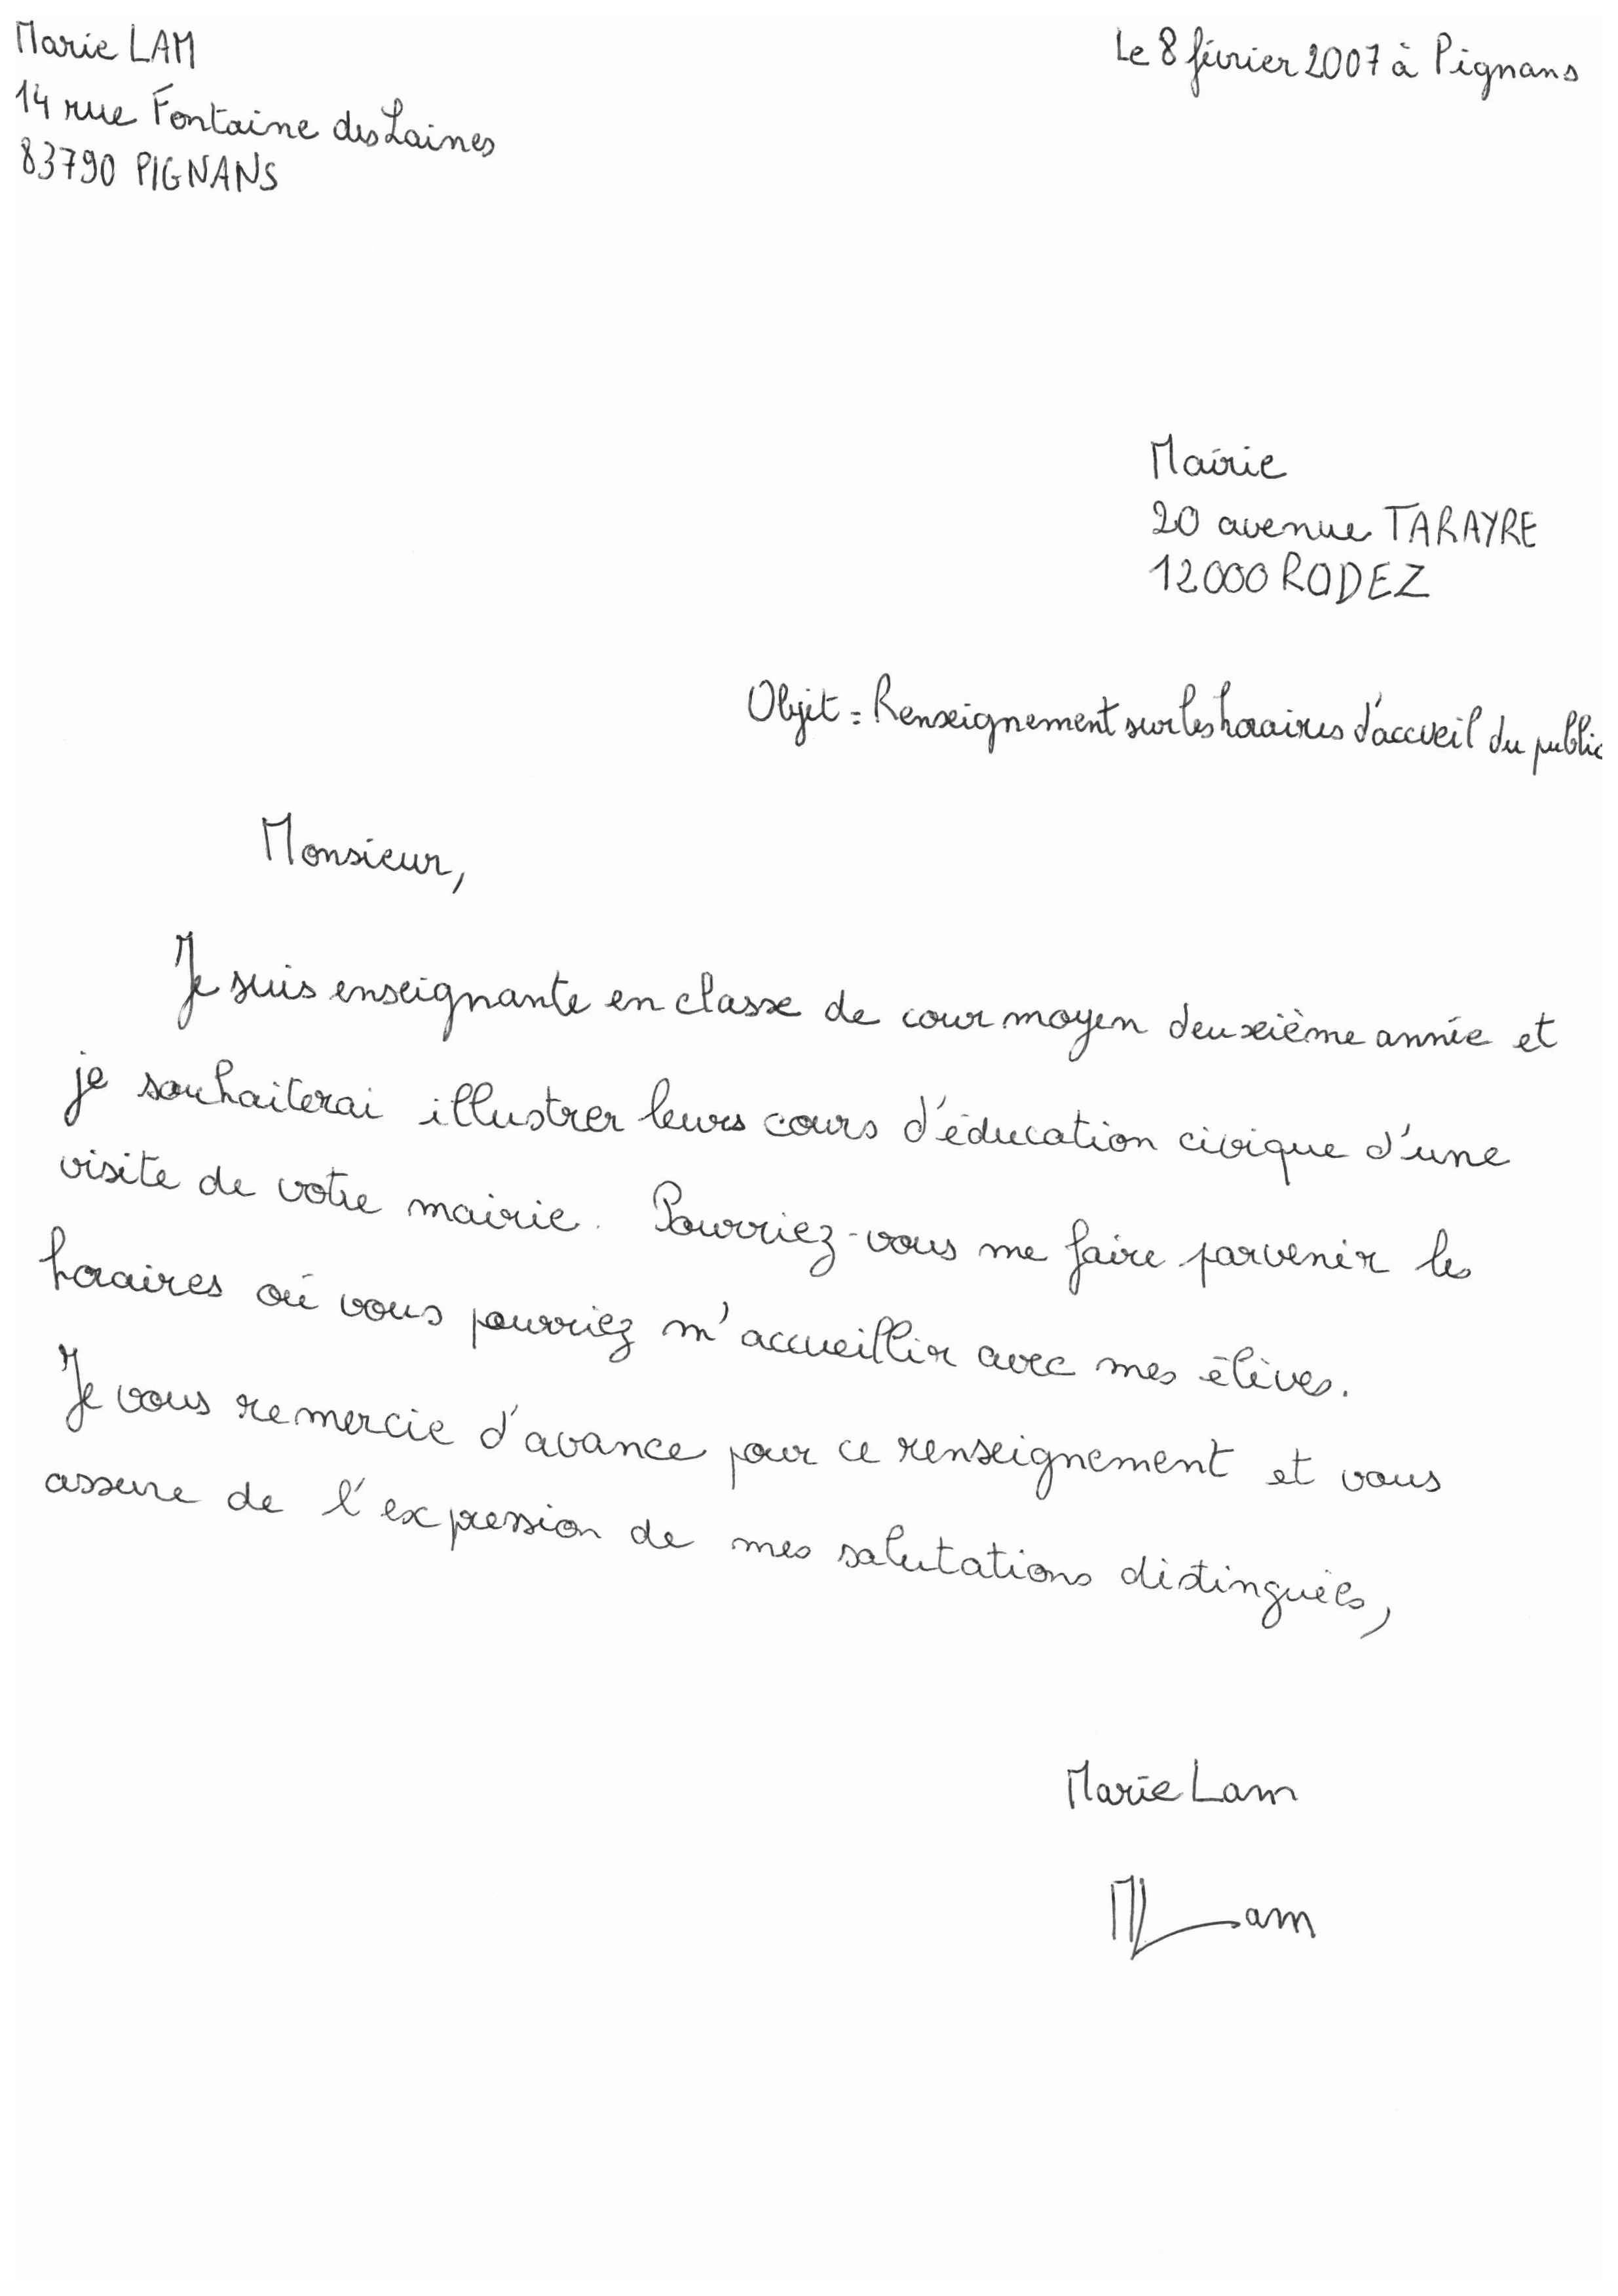 Marie LAM
14 rue Fontaine des Laines
83790 PIGNANS
Le 8 février 2007 à Pignans
Mairie
20 avenue TARAYRE
12000 RODEZ
Objet : Renseignement sur les horaires d'accueil du public
Monsieur,
Je suis enseignante en classe de cour moyen deuxième année et
je souhaiterai illustrer leurs cours d'éducation civique d'une
visite de votre mairie. Pourriez-vous me faire parvenir les
horaires où vous pourriez m'accueillir avec mes élèves.
Je vous remercie d'avance pour ce renseignement et vous
assure de l'expression de mes salutations distinguées,
Marie Lam
MLam